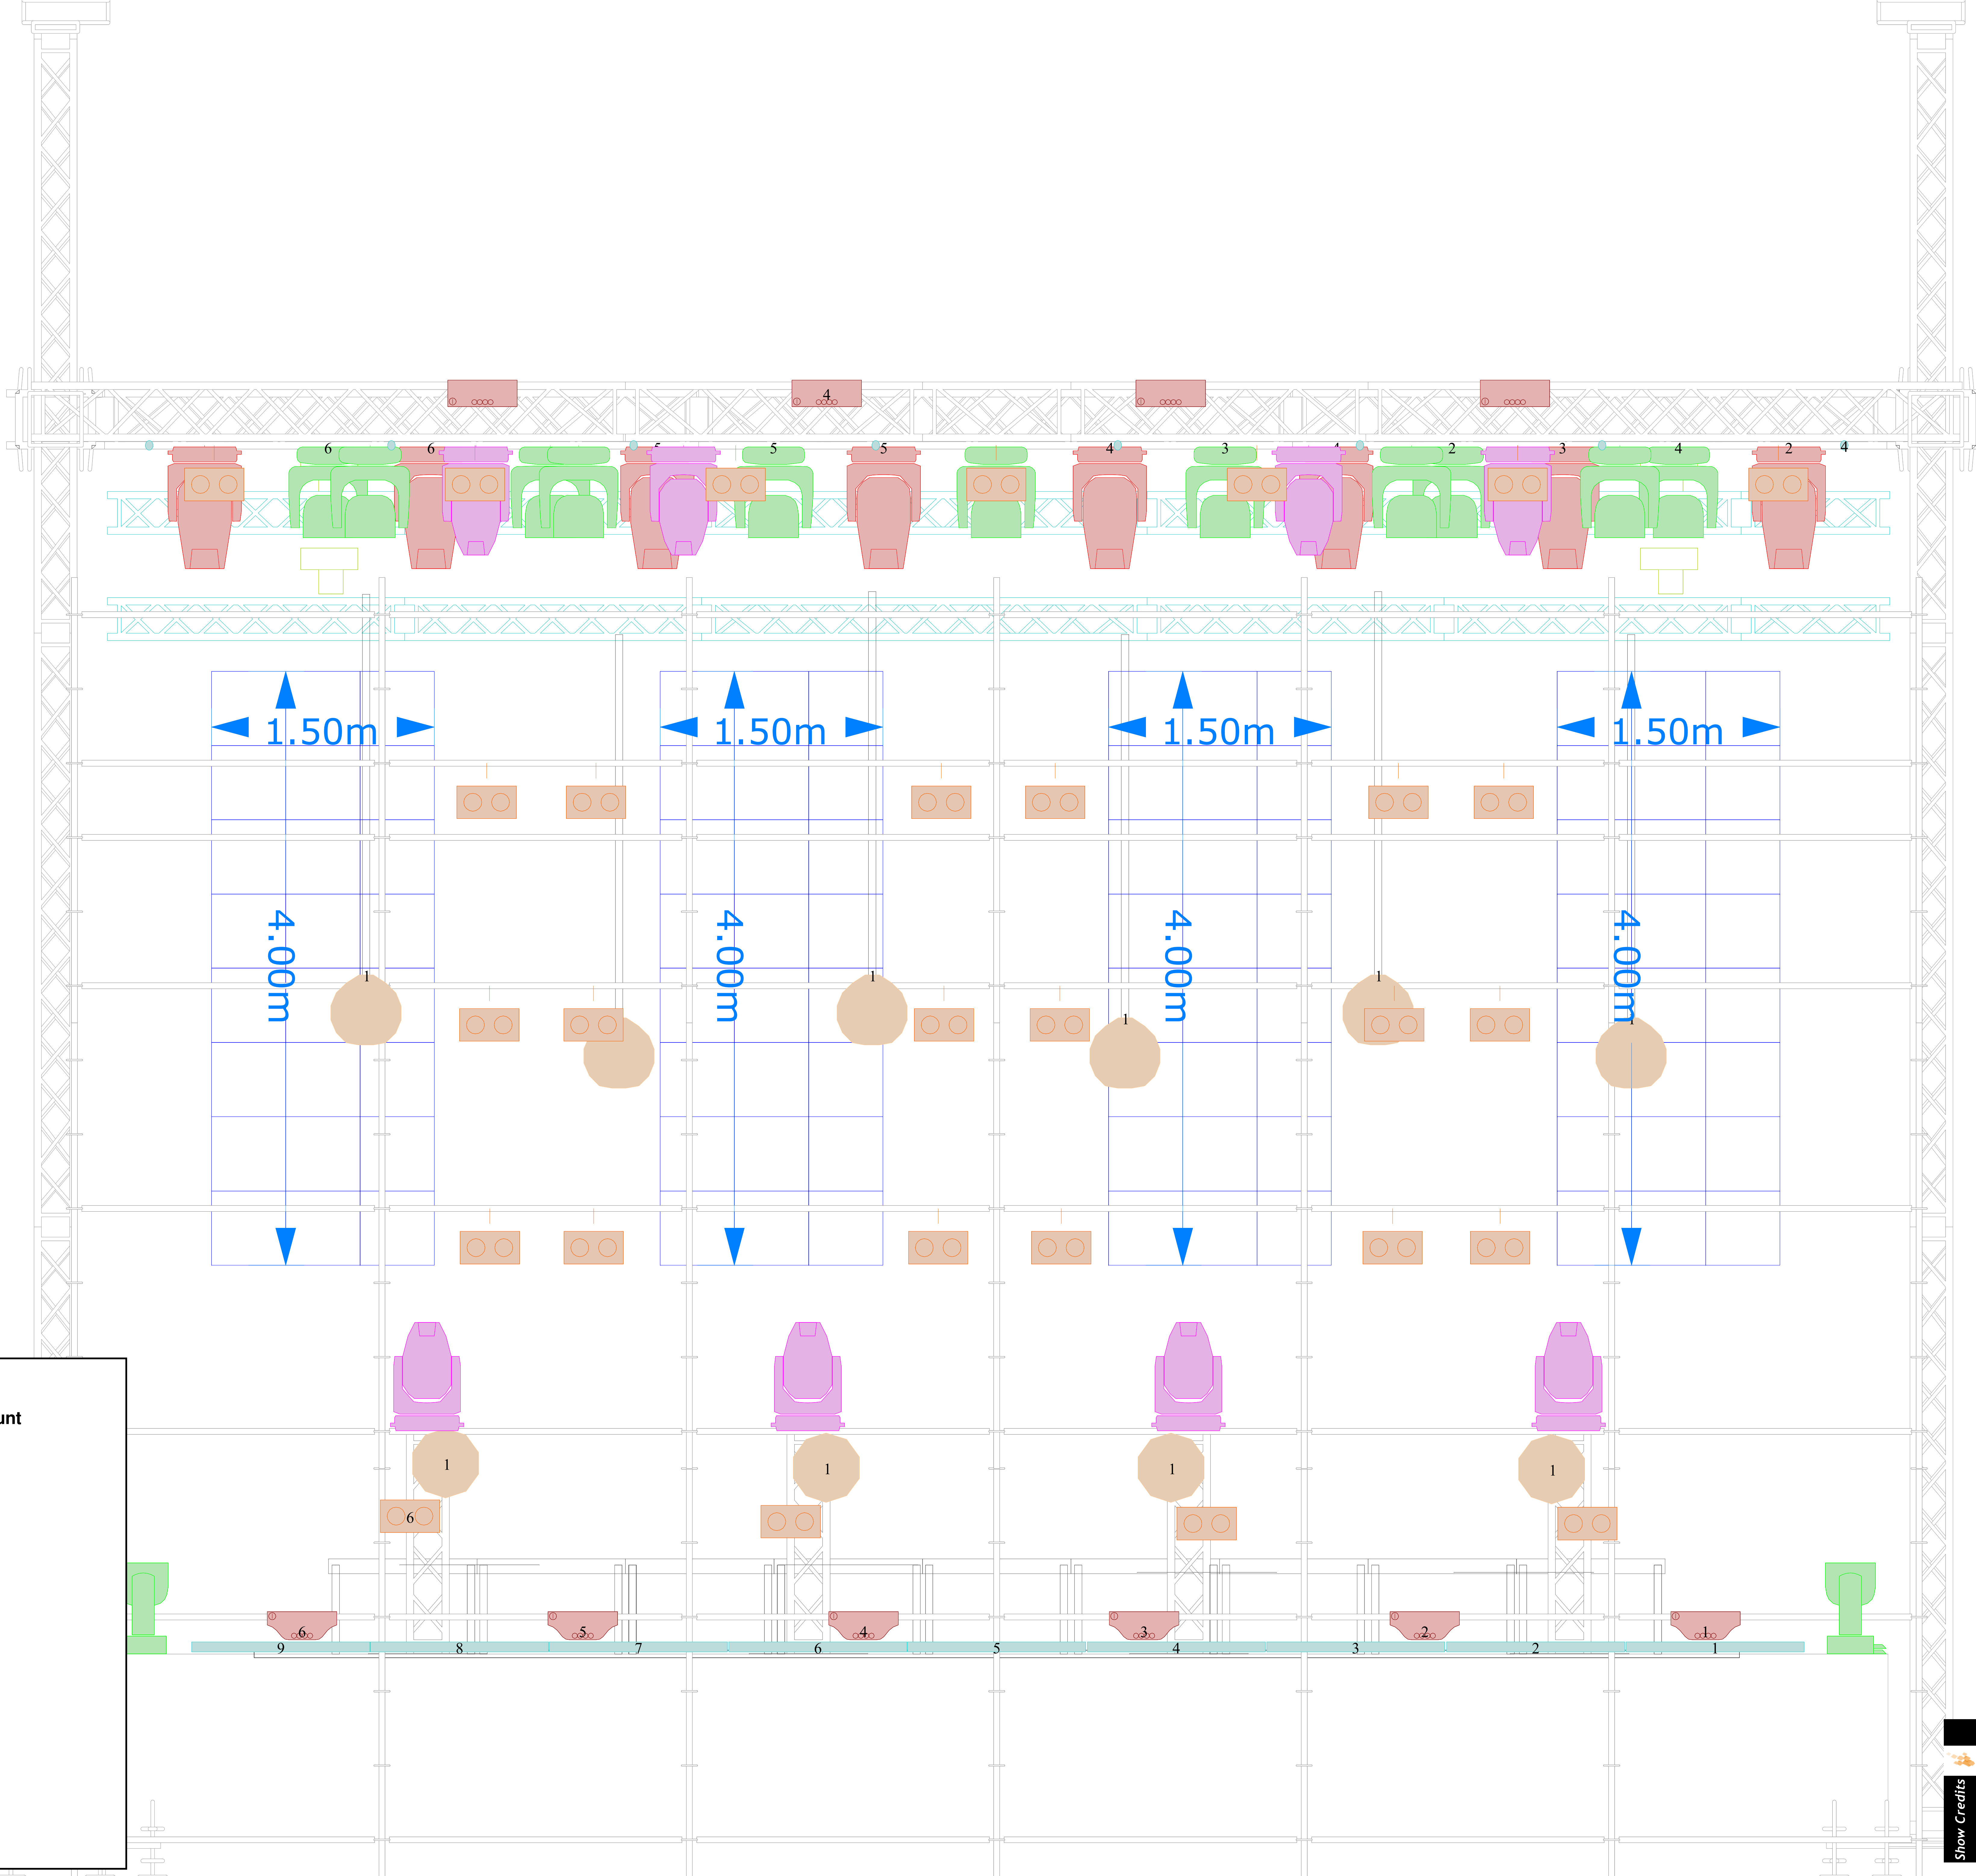 4
6 6 5 5 5 4 3 4 2 3 4 2 4
1.50m 1.50m 1.50m 1.50m
4.00m 4.00m 4.00m 4.00m
1 1 1
1 1
1 1 1 1
6
6 5 4 3 2 1
9 8 7 6 5 4 3 2 1
Show Credits